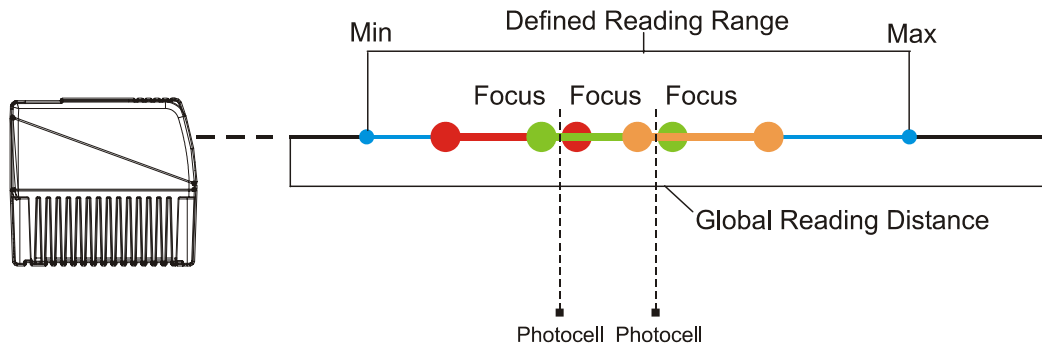 Defined Reading Range
Min
Max
Focus Focus Focus
Global Reading Distance
Photocell Photocell